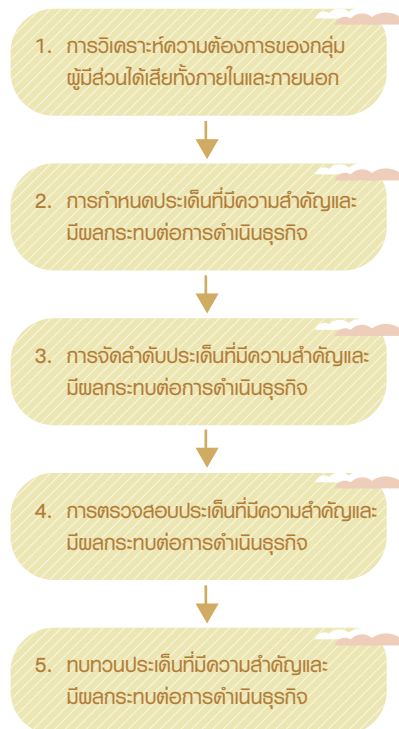 1. การวิเคราะห์ความต้องการของกลุ่ม
ผู้มีส่วนได้เสียทั้งภายในและภายนอก
2. การกำหนดประเด็นที่มีความสำคัญและ
มีผลกระทบต่อการดำเนินธุรกิจ
3. การจัดลำดับประเด็นที่มีความสำคัญและ
มีผลกระทบต่อการดำเนินธุรกิจ
4. การตรวจสอบประเด็นที่มีความสำคัญและ
มีผลกระทบต่อการดำเนินธุรกิจ
5. ทบทวนประเด็นที่มีความสำคัญและ
มีผลกระทบต่อการดำเนินธุรกิจ